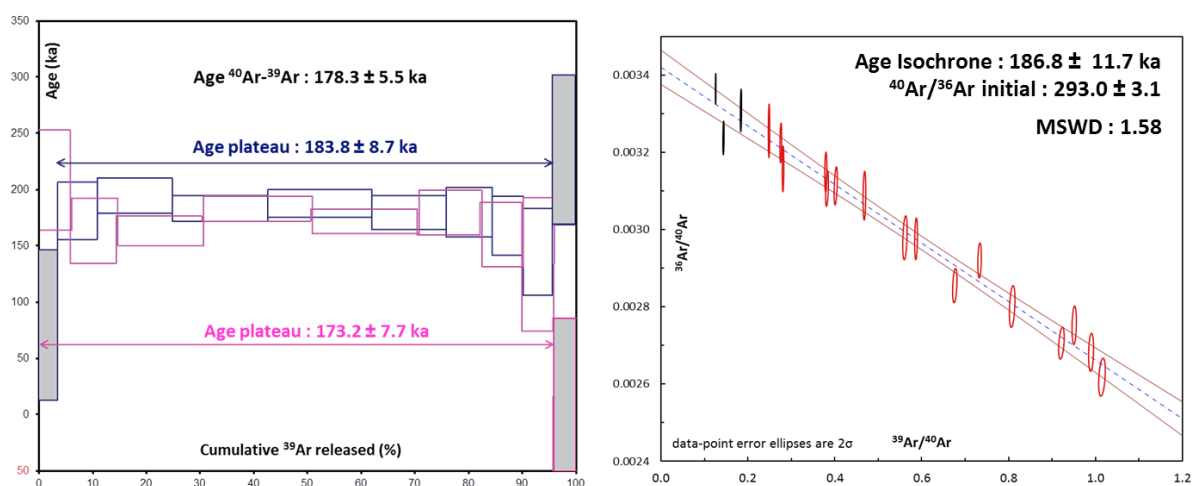 350
300
250
200
150
100
50
0
50
Age (ka)
Age ⁴⁰Ar-³⁹Ar : 178.3 ± 5.5 ka
Age plateau : 183.8 ± 8.7 ka
Age plateau : 173.2 ± 7.7 ka
Cumulative ³⁹Ar released (%)
0 10 20 30 40 50 60 70 80 90 100
0.0034
0.0032
0.0030
0.0028
0.0026
0.0024
³⁶Ar/⁴⁰Ar
Age Isochrone : 186.8 ± 11.7 ka
⁴⁰Ar/³⁶Ar initial : 293.0 ± 3.1
MSWD : 1.58
data-point error ellipses are 2σ
³⁹Ar/⁴⁰Ar
0.0 0.2 0.4 0.6 0.8 1.0 1.2